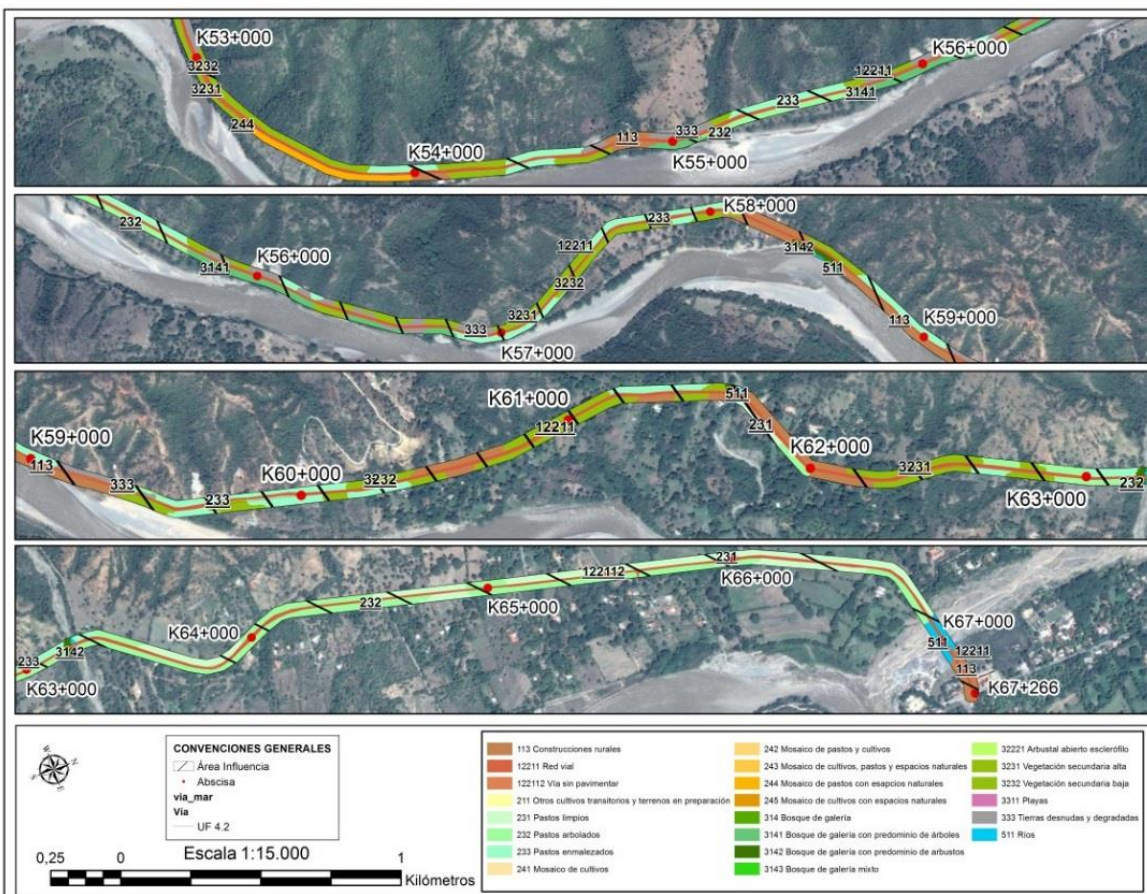 K53+000
3232
3231
244
K54+000
113
333
232
K55+000
233
12211
3141
K56+000
232
3141
K56+000
333
3231
K57+000
12211
3232
233
K58+000
3142
511
113
K59+000
K59+000
113
333
233
K60+000
3232
K61+000
12211
511
231
K62+000
3231
K63+000
232
233
K63+000
3142
K64+000
232
K65+000
122112
231
K66+000
K67+000
511
12211
113
K67+266
CONVENCIONES GENERALES
Área Influencia
Abscisa
via_mar
Vía
UF 4.2
Escala 1:15.000
0,25 0 1
Kilómetros
113 Construcciones rurales
12211 Red vial
122112 Vía sin pavimentar
211 Otros cultivos transitorios y terrenos en preparación
231 Pastos limpios
232 Pastos arbolados
233 Pastos enmalezados
241 Mosaico de cultivos
242 Mosaico de pastos y cultivos
243 Mosaico de cultivos, pastos y espacios naturales
244 Mosaico de pastos con esapcios naturales
245 Mosaico de cultivos con espacios naturales
314 Bosque de galería
3141 Bosque de galería con predominio de árboles
3142 Bosque de galería con predominio de arbustos
3143 Bosque de galería mixto
32221 Arbustal abierto esclerófilo
3231 Vegetación secundaria alta
3232 Vegetación secundaria baja
3311 Playas
333 Tierras desnudas y degradadas
511 Ríos